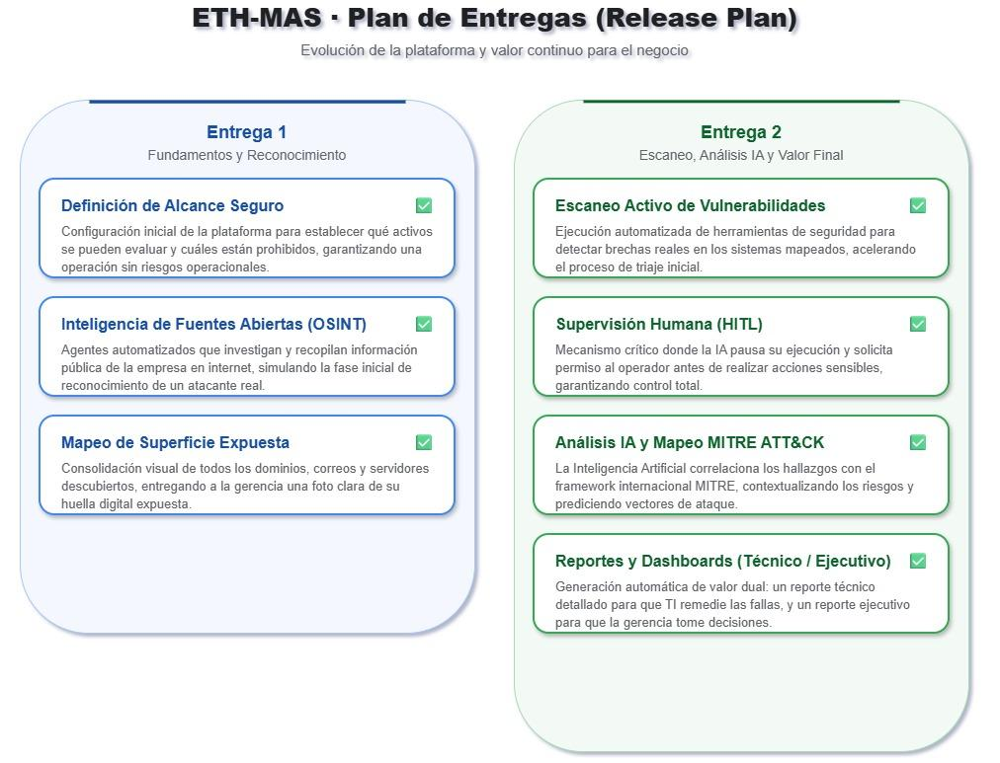 ETH-MAS · Plan de Entregas (Release Plan)
Evolución de la plataforma y valor continuo para el negocio
Entrega 1
Fundamentos y Reconocimiento
Definición de Alcance Seguro
Configuración inicial de la plataforma para establecer qué activos
se pueden evaluar y cuáles están prohibidos, garantizando una
operación sin riesgos operacionales.
Inteligencia de Fuentes Abiertas (OSINT)
Agentes automatizados que investigan y recopilan información
pública de la empresa en internet, simulando la fase inicial de
reconocimiento de un atacante real.
Mapeo de Superficie Expuesta
Consolidación visual de todos los dominios, correos y servidores
descubiertos, entregando a la gerencia una foto clara de su
huella digital expuesta.
Entrega 2
Escaneo, Análisis IA y Valor Final
Escaneo Activo de Vulnerabilidades
Ejecución automatizada de herramientas de seguridad para
detectar brechas reales en los sistemas mapeados, acelerando
el proceso de triaje inicial.
Supervisión Humana (HITL)
Mecanismo crítico donde la IA pausa su ejecución y solicita
permiso al operador antes de realizar acciones sensibles,
garantizando control total.
Análisis IA y Mapeo MITRE ATT&CK
La Inteligencia Artificial correlaciona los hallazgos con el
framework internacional MITRE, contextualizando los riesgos y
prediciendo vectores de ataque.
Reportes y Dashboards (Técnico / Ejecutivo)
Generación automática de valor dual: un reporte técnico
detallado para que TI remedie las fallas, y un reporte ejecutivo
para que la gerencia tome decisiones.